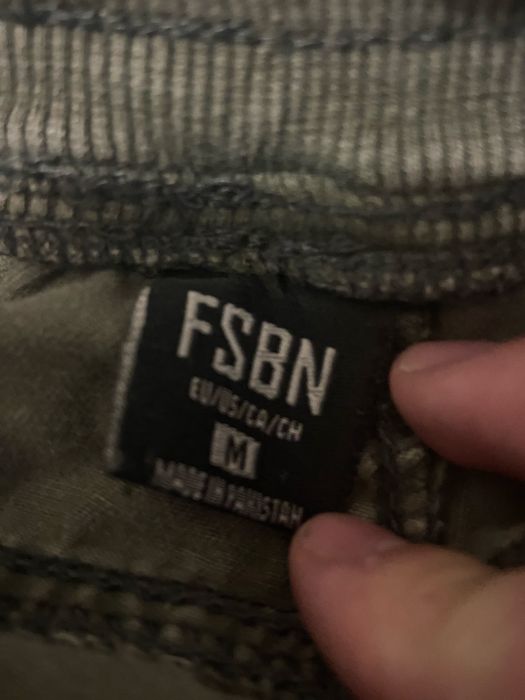 FSBN
EU/US/CA/CH
M
MADE IN PAKISTAN